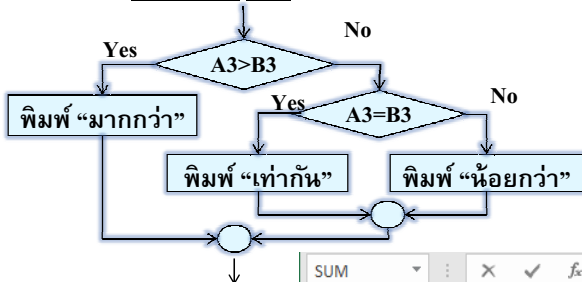 No
Yes
A3>B3
Yes
No
A3=B3
พิมพ์ “มากกว่า”
พิมพ์ “เท่ากัน”
พิมพ์ “น้อยกว่า”
SUM
fx